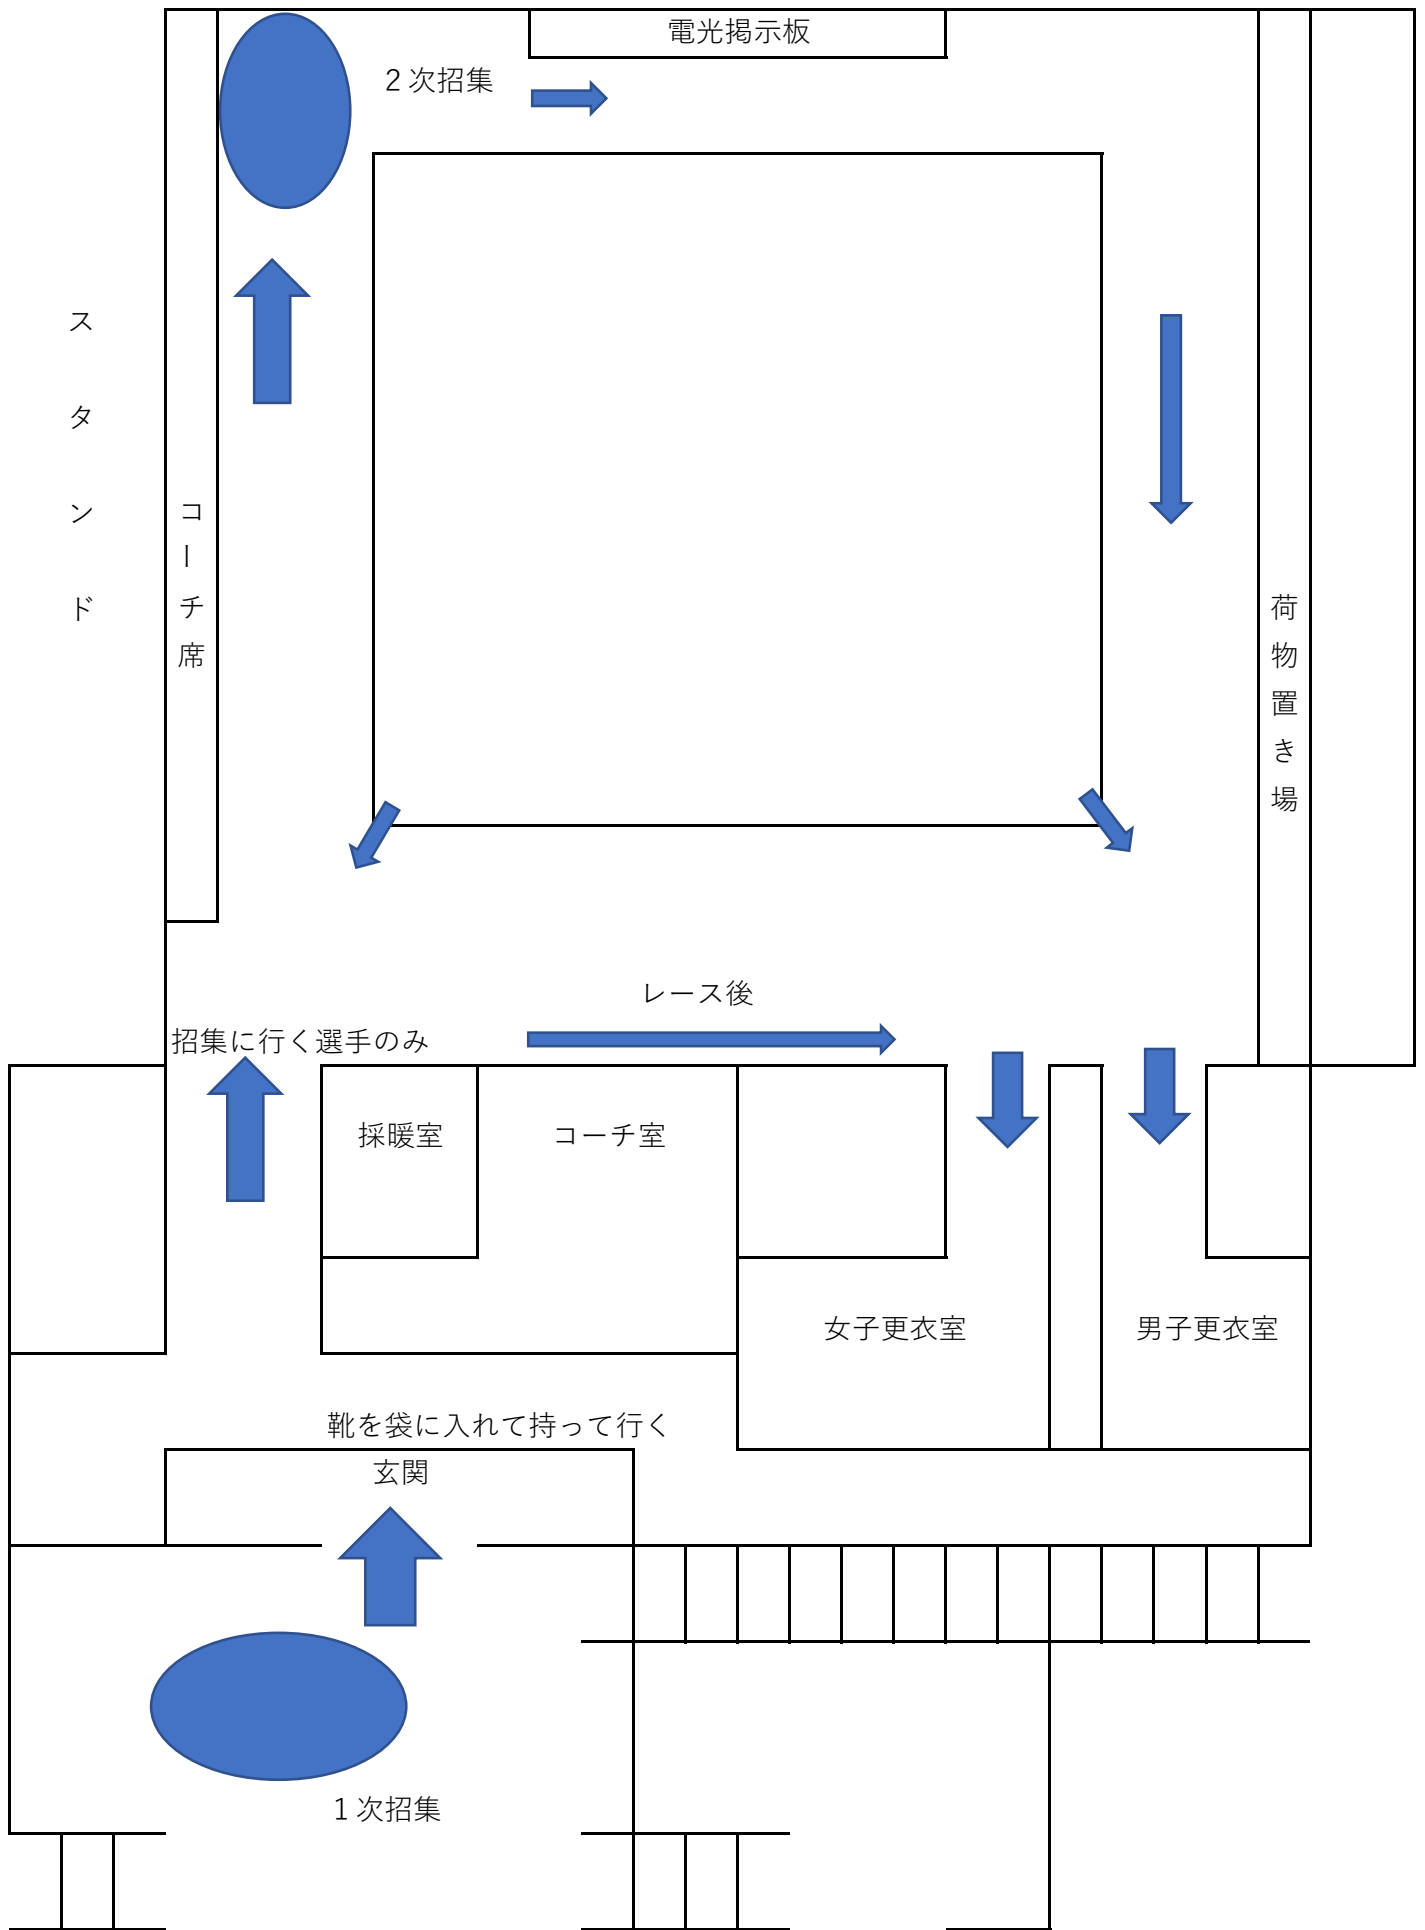 電光掲示板
２次招集
スタンド
コーチ席
荷物置き場
レース後
招集に行く選手のみ
採暖室
コーチ室
女子更衣室
男子更衣室
靴を袋に入れて持って行く
玄関
１次招集